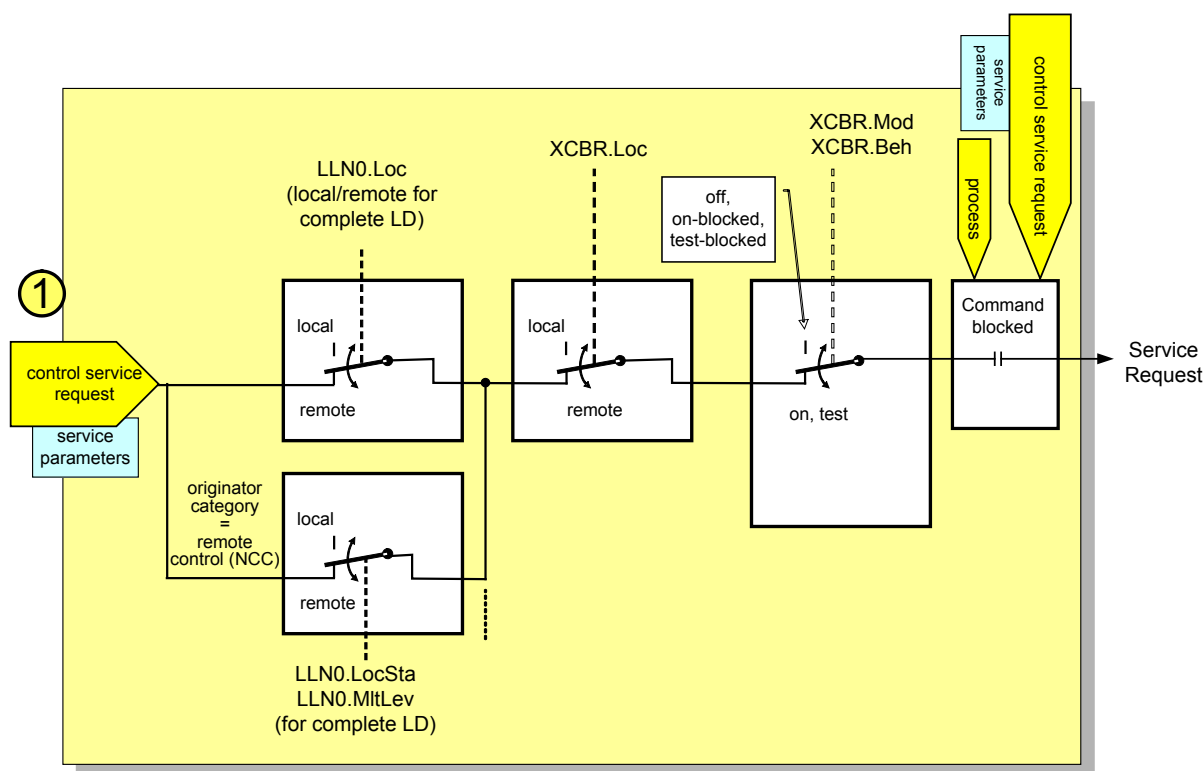 service
parameters
control service request
process
XCBR.Mod
XCBR.Beh
XCBR.Loc
LLN0.Loc
(local/remote for
complete LD)
off,
on-blocked,
test-blocked
1
control service
request
service
parameters
local
remote
local
remote
on, test
Command
blocked
Service
Request
originator
category
=
remote
control (NCC)
local
remote
LLN0.LocSta
LLN0.MltLev
(for complete LD)